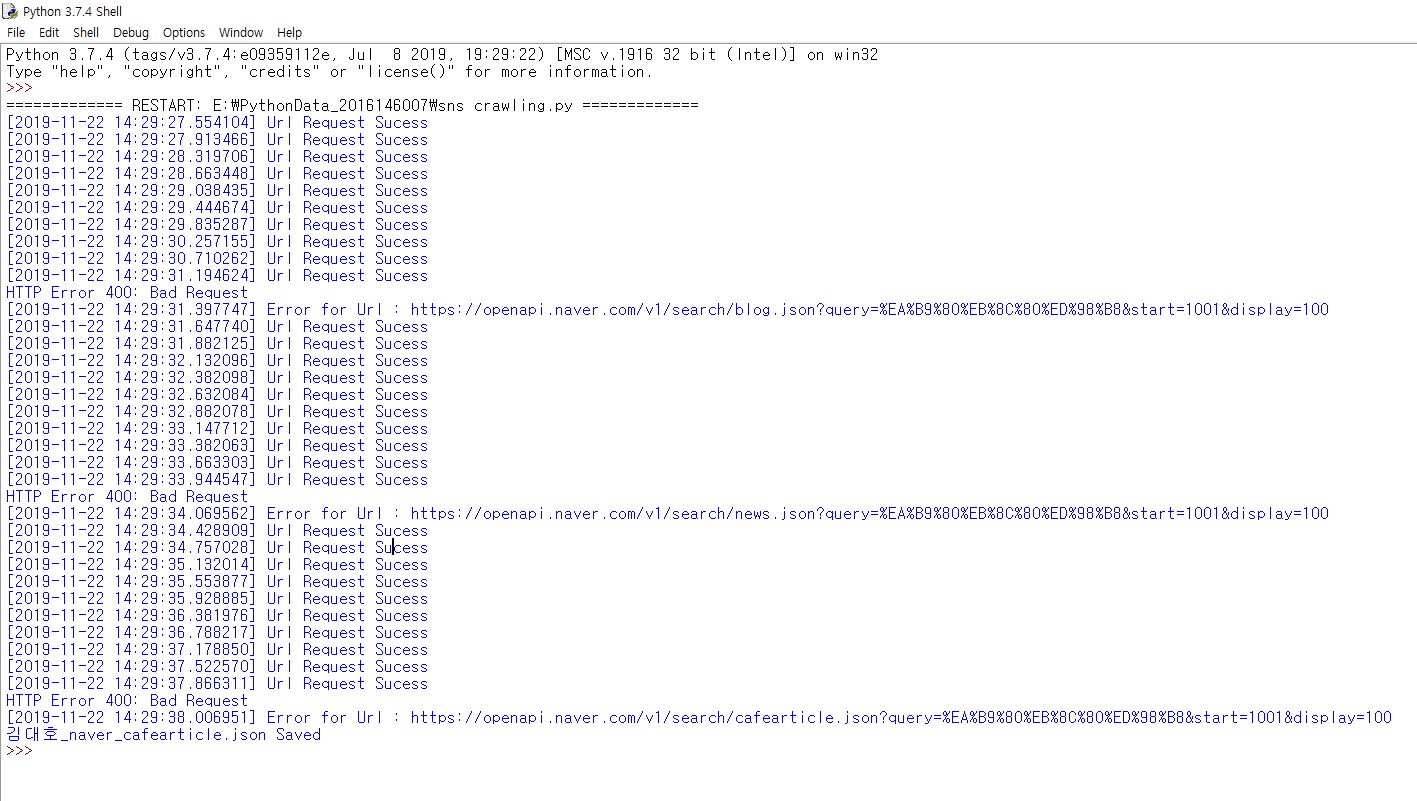 Python 3.7.4 Shell
File Edit Shell Debug Options Window Help
Python 3.7.4 (tags/v3.7.4:e09359112e, Jul  8 2019, 19:29:22) [MSC v.1916 32 bit (Intel)] on win32
Type "help", "copyright", "credits" or "license()" for more information.
>>>
============= RESTART: E:₩PythonData_2016146007₩sns crawling.py =============
[2019-11-22 14:29:27.554104] Url Request Sucess
[2019-11-22 14:29:27.913466] Url Request Sucess
[2019-11-22 14:29:28.319706] Url Request Sucess
[2019-11-22 14:29:28.663448] Url Request Sucess
[2019-11-22 14:29:29.038435] Url Request Sucess
[2019-11-22 14:29:29.444674] Url Request Sucess
[2019-11-22 14:29:29.835287] Url Request Sucess
[2019-11-22 14:29:30.257155] Url Request Sucess
[2019-11-22 14:29:30.710262] Url Request Sucess
[2019-11-22 14:29:31.194624] Url Request Sucess
HTTP Error 400: Bad Request
[2019-11-22 14:29:31.397747] Error for Url : https://openapi.naver.com/v1/search/blog.json?query=%EA%B9%80%EB%8C%80%ED%98%B8&start=1001&display=100
[2019-11-22 14:29:31.647740] Url Request Sucess
[2019-11-22 14:29:31.882125] Url Request Sucess
[2019-11-22 14:29:32.132096] Url Request Sucess
[2019-11-22 14:29:32.382098] Url Request Sucess
[2019-11-22 14:29:32.632084] Url Request Sucess
[2019-11-22 14:29:32.882078] Url Request Sucess
[2019-11-22 14:29:33.147712] Url Request Sucess
[2019-11-22 14:29:33.382063] Url Request Sucess
[2019-11-22 14:29:33.663303] Url Request Sucess
[2019-11-22 14:29:33.944547] Url Request Sucess
HTTP Error 400: Bad Request
[2019-11-22 14:29:34.069562] Error for Url : https://openapi.naver.com/v1/search/news.json?query=%EA%B9%80%EB%8C%80%ED%98%B8&start=1001&display=100
[2019-11-22 14:29:34.428909] Url Request Sucess
[2019-11-22 14:29:34.757028] Url Request Sucess
[2019-11-22 14:29:35.132014] Url Request Sucess
[2019-11-22 14:29:35.553877] Url Request Sucess
[2019-11-22 14:29:35.928885] Url Request Sucess
[2019-11-22 14:29:36.381976] Url Request Sucess
[2019-11-22 14:29:36.788217] Url Request Sucess
[2019-11-22 14:29:37.178850] Url Request Sucess
[2019-11-22 14:29:37.522570] Url Request Sucess
[2019-11-22 14:29:37.866311] Url Request Sucess
HTTP Error 400: Bad Request
[2019-11-22 14:29:38.006951] Error for Url : https://openapi.naver.com/v1/search/cafearticle.json?query=%EA%B9%80%EB%8C%80%ED%98%B8&start=1001&display=100
김대호_naver_cafearticle.json Saved
>>>